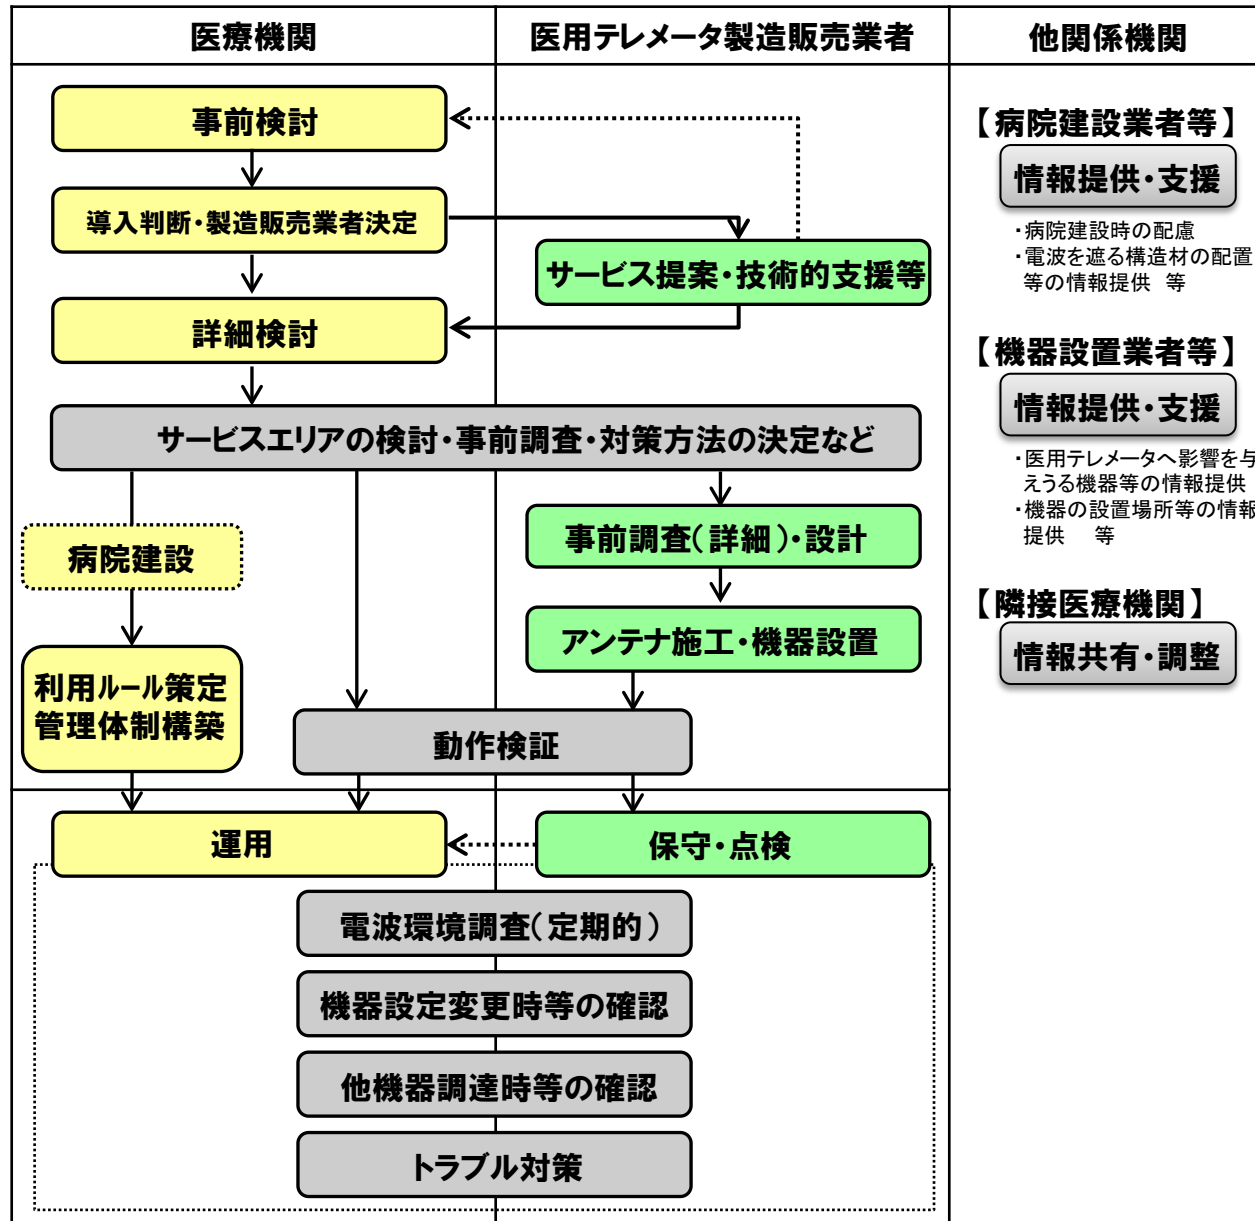 医療機関
医用テレメータ製造販売業者
他関係機関
事前検討
導入判断・製造販売業者決定
サービス提案・技術的支援等
詳細検討
サービスエリアの検討・事前調査・対策方法の決定など
病院建設
事前調査(詳細)・設計
アンテナ施工・機器設置
利用ルール策定
管理体制構築
動作検証
運用
保守・点検
電波環境調査(定期的)
機器設定変更時等の確認
他機器調達時等の確認
トラブル対策
【病院建設業者等】
情報提供・支援
・病院建設時の配慮
・電波を遮る構造材の配置
等の情報提供 等
【機器設置業者等】
情報提供・支援
・医用テレメータへ影響を与
えうる機器等の情報提供
・機器の設置場所等の情報
提供 等
【隣接医療機関】
情報共有・調整